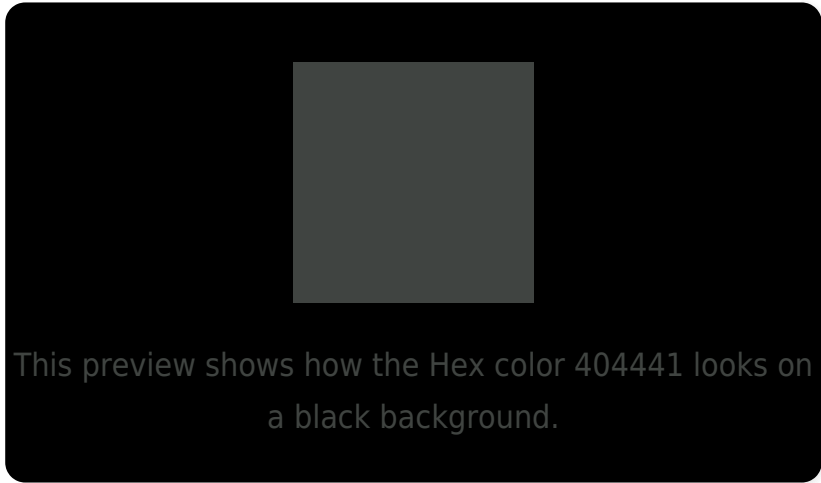 This preview shows how the Hex color 404441 looks on
a black background.